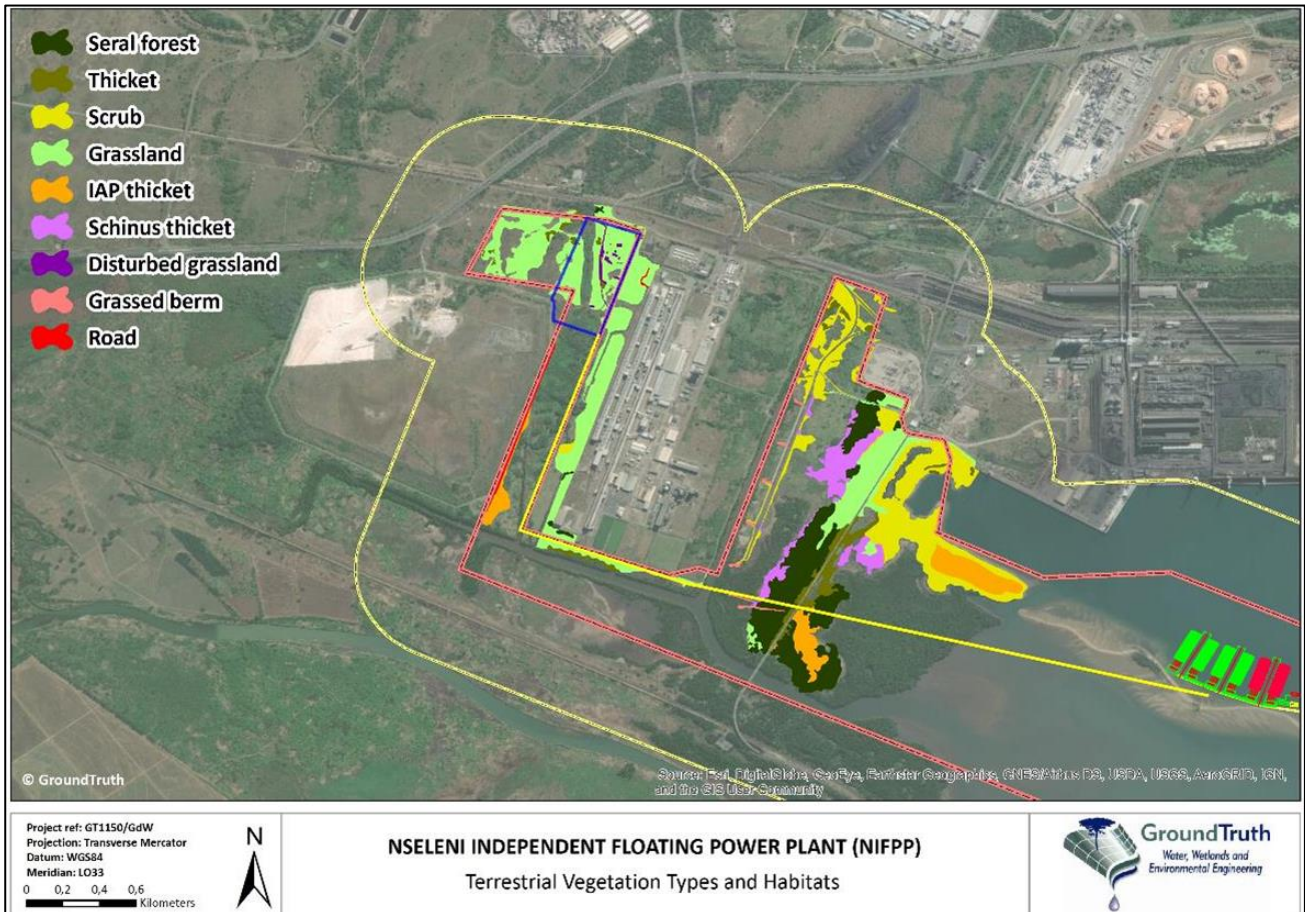 Seral forest
Thicket
Scrub
Grassland
IAP thicket
Schinus thicket
Disturbed grassland
Grassed berm
Road
© GroundTruth
Source: Esri, DigitalGlobe, GeoEye, Earthstar Geographics, CNES/Airbus DS, USDA, USGS, AeroGRID, IGN,
and the GIS User Community
Project ref: GT1150/GdW
Projection: Transverse Mercator
Datum: WGS84
Meridian: LO33
0 0,2 0,4 0,6
Kilometers
N
NSELENI INDEPENDENT FLOATING POWER PLANT (NIFPP)
Terrestrial Vegetation Types and Habitats
GroundTruth
Water, Wetlands and
Environmental Engineering